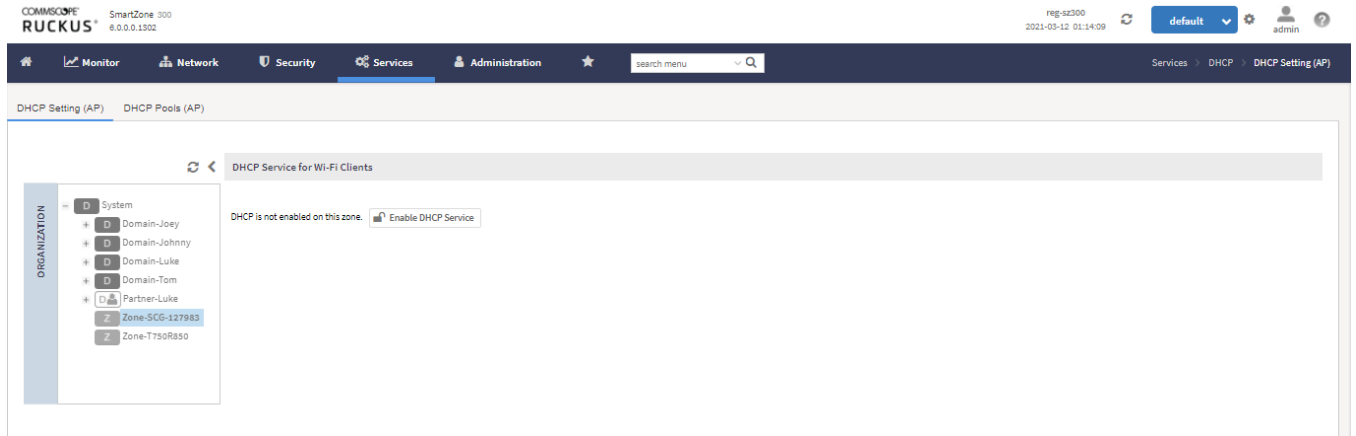 COMMSCOPE
RUCKUS®
SmartZone 300
6.0.0.0.1302
reg-sz300
2021-03-12 01:14:09
default
admin
Monitor
Network
Security
Services
Administration
search menu
Services > DHCP > DHCP Setting (AP)
DHCP Setting (AP)
DHCP Pools (AP)
DHCP Service for Wi-Fi Clients
ORGANIZATION
D System
D Domain-Joey
D Domain-Johnny
D Domain-Luke
D Domain-Tom
D Partner-Luke
Z Zone-SCG-127983
Z Zone-T750R850
DHCP is not enabled on this zone.
Enable DHCP Service